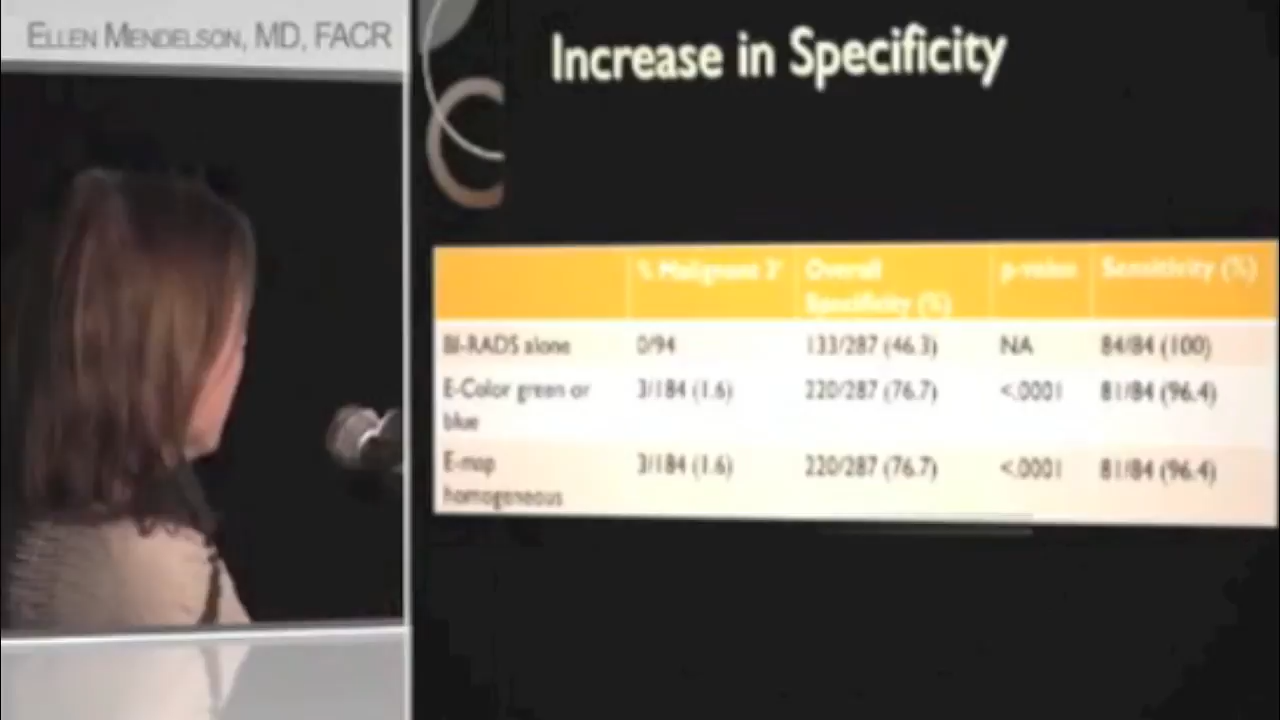 ELLEN MENDELSON, MD, FACR
Increase in Specificity
% Malignant 3' Overall Specificity (%) p-value Sensitivity (%)
BI-RADS alone 0/94 133/287 (46.3) NA 84/84 (100)
E-Color green or blue 3/184 (1.6) 220/287 (76.7) <.0001 81/84 (96.4)
E-map homogeneous 3/184 (1.6) 220/287 (76.7) <.0001 81/84 (96.4)